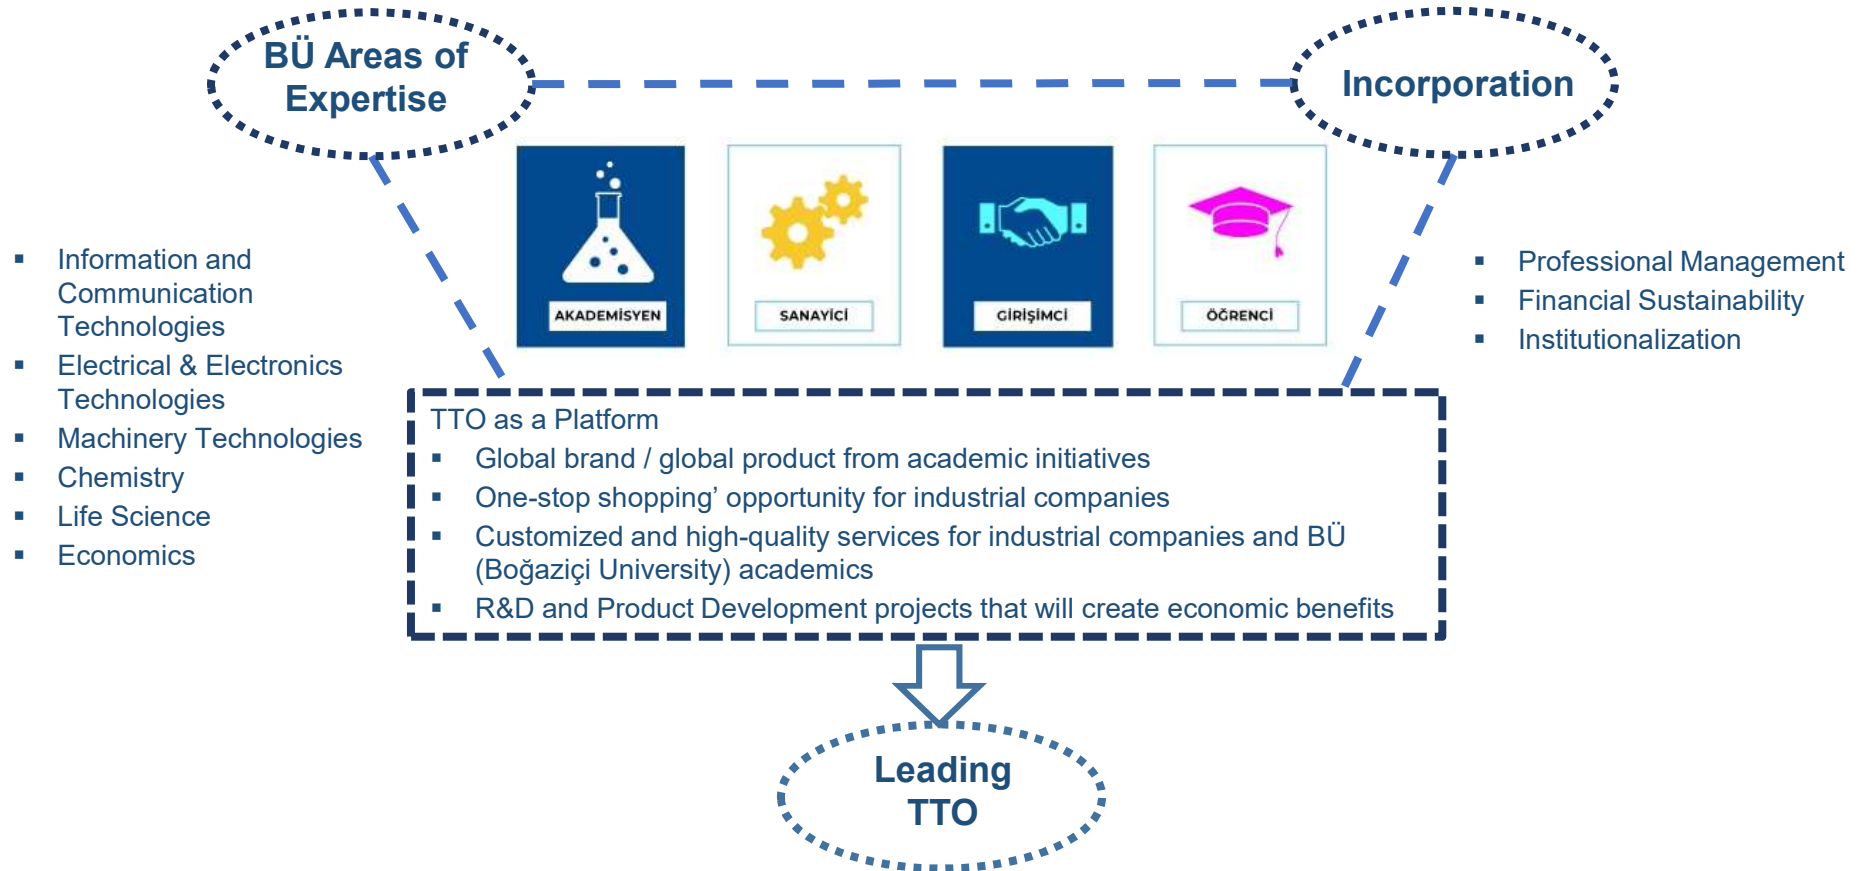 BÜ Areas of
Expertise
Incorporation
AKADEMİSYEN
SANAYİCİ
GİRİŞİMCİ
ÖĞRENCİ
▪ Information and
Communication
Technologies
▪ Electrical & Electronics
Technologies
▪ Machinery Technologies
▪ Chemistry
▪ Life Science
▪ Economics
▪ Professional Management
▪ Financial Sustainability
▪ Institutionalization
TTO as a Platform
▪ Global brand / global product from academic initiatives
▪ One-stop shopping’ opportunity for industrial companies
▪ Customized and high-quality services for industrial companies and BÜ
(Boğaziçi University) academics
▪ R&D and Product Development projects that will create economic benefits
Leading
TTO